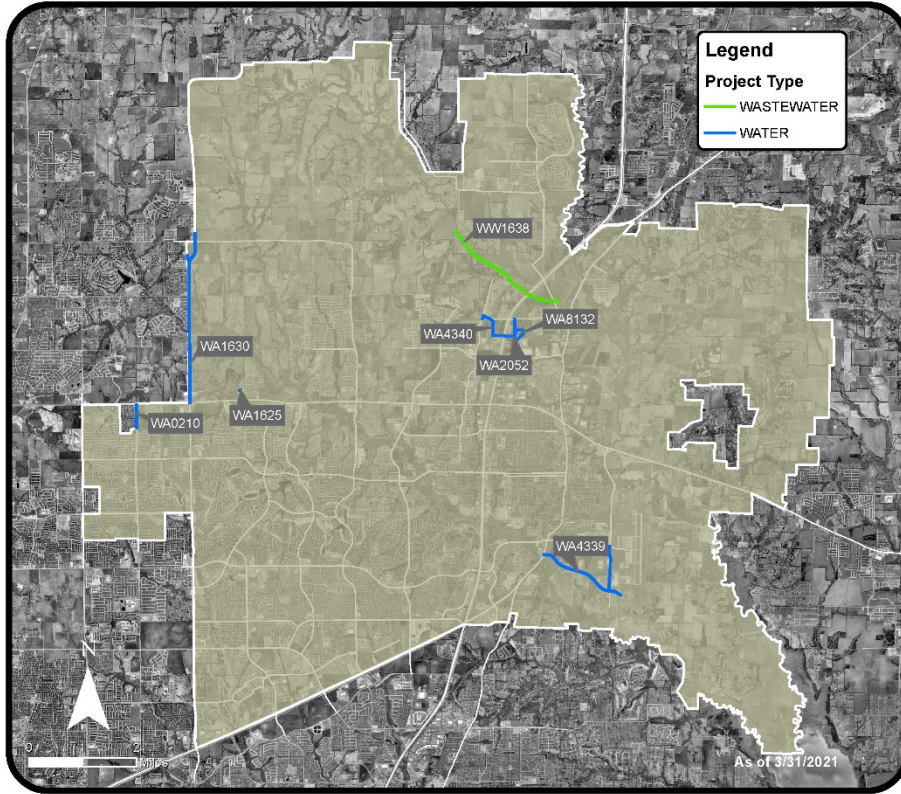 Legend
Project Type
WASTEWATER
WATER
WW1638
WA4340
WA8132
WA2052
WA1630
WA1625
WA0210
WA4339
N
0 1 2
Miles
As of 3/31/2021